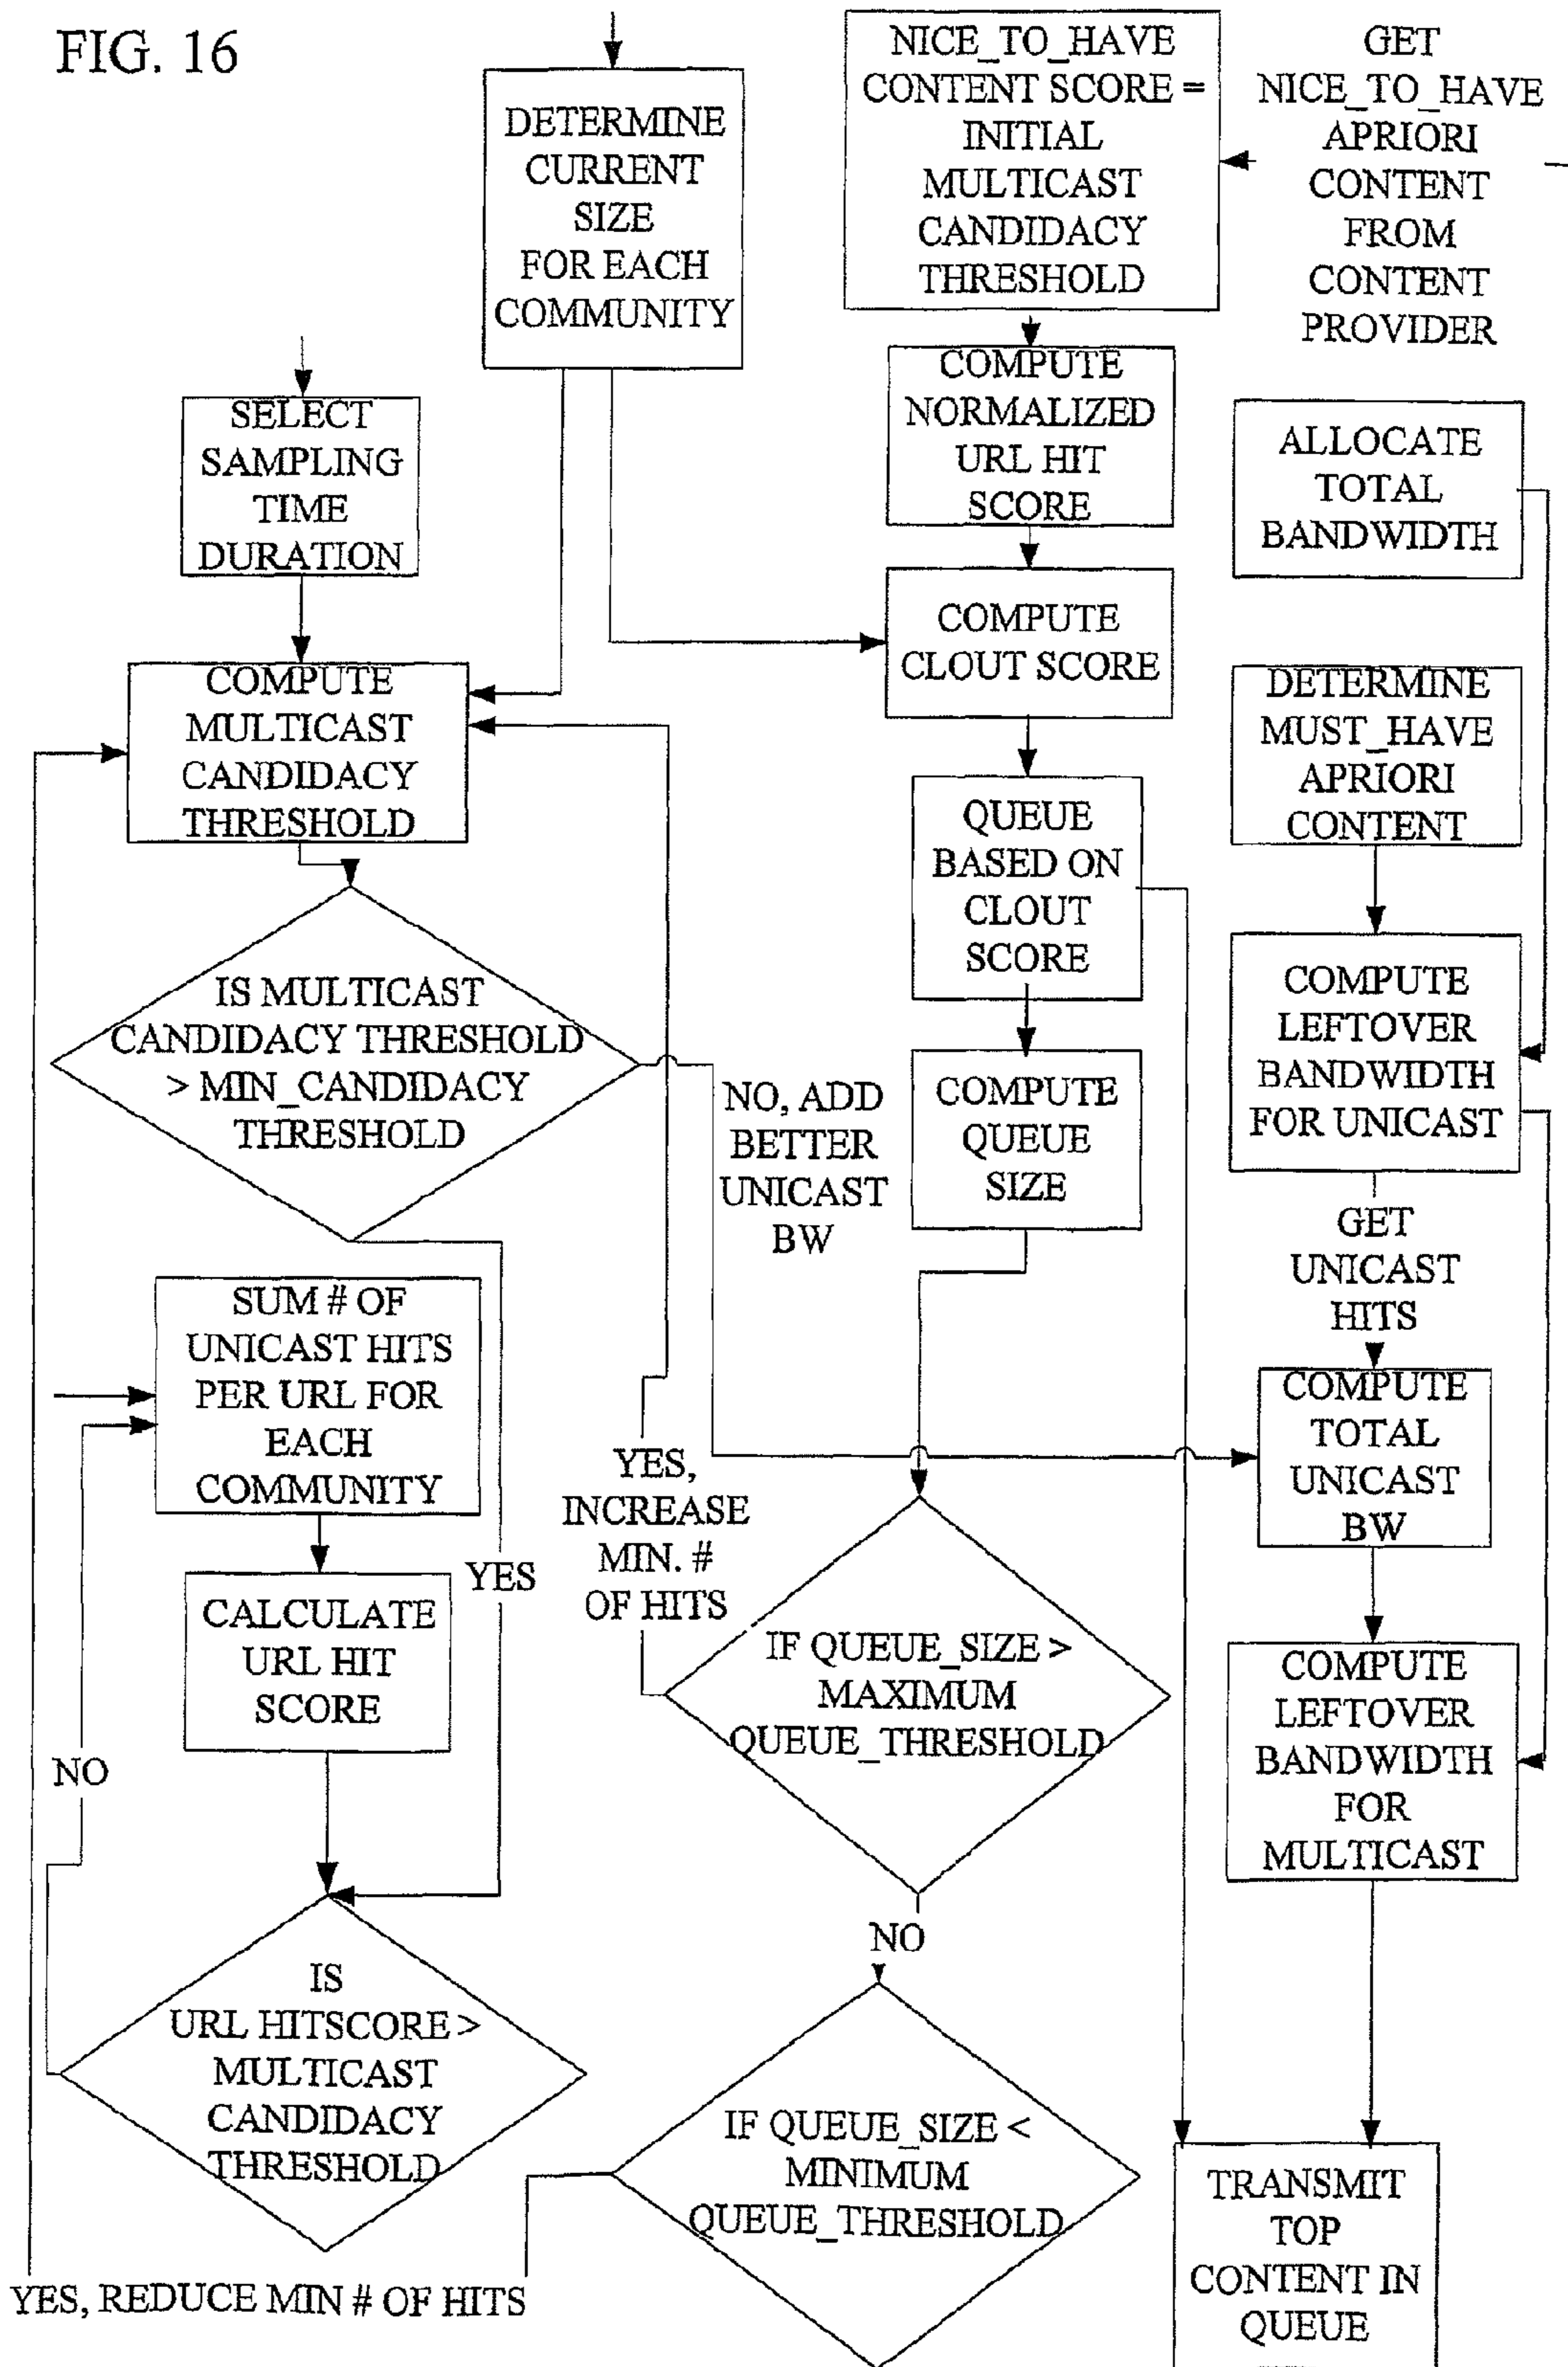 FIG. 16
DETERMINE
CURRENT
SIZE
FOR EACH
COMMUNITY
NICE_TO_HAVE
CONTENT SCORE =
INITIAL
MULTICAST
CANDIDACY
THRESHOLD
GET
NICE_TO_HAVE
APRIORI
CONTENT
FROM
CONTENT
PROVIDER
SELECT
SAMPLING
TIME
DURATION
COMPUTE
NORMALIZED
URL HIT
SCORE
ALLOCATE
TOTAL
BANDWIDTH
COMPUTE
MULTICAST
CANDIDACY
THRESHOLD
COMPUTE
CLOUT SCORE
DETERMINE
MUST_HAVE
APRIORI
CONTENT
QUEUE
BASED ON
CLOUT
SCORE
IS MULTICAST
CANDIDACY THRESHOLD
> MIN_CANDIDACY
THRESHOLD
NO, ADD
BETTER
UNICAST
BW
COMPUTE
QUEUE
SIZE
COMPUTE
LEFTOVER
BANDWIDTH
FOR UNICAST
GET
UNICAST
HITS
SUM # OF
UNICAST HITS
PER URL FOR
EACH
COMMUNITY
COMPUTE
TOTAL
UNICAST
BW
YES,
INCREASE
MIN. #
OF HITS
YES
CALCULATE
URL HIT
SCORE
IF QUEUE_SIZE >
MAXIMUM
QUEUE_THRESHOLD
COMPUTE
LEFTOVER
BANDWIDTH
FOR
MULTICAST
NO
NO
IS
URL HITSCORE >
MULTICAST
CANDIDACY
THRESHOLD
IF QUEUE_SIZE <
MINIMUM
QUEUE_THRESHOLD
TRANSMIT
TOP
CONTENT IN
QUEUE
YES, REDUCE MIN # OF HITS